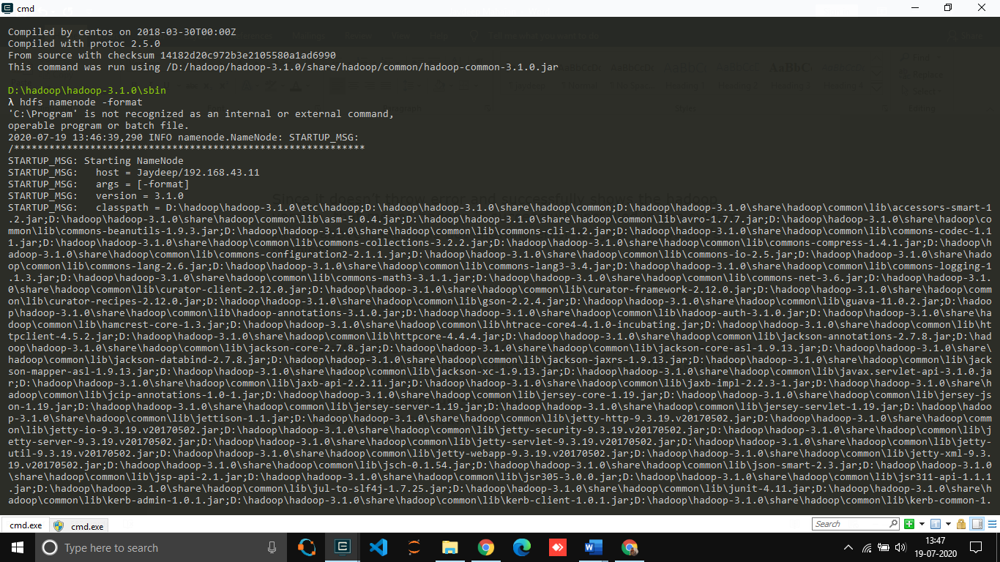 cmd
Compiled by centos on 2018-03-30T00:00Z
Compiled with protoc 2.5.0
From source with checksum 14182d20c972b3e2105580a1ad6990
This command was run using /D:/hadoop/hadoop-3.1.0/share/hadoop/common/hadoop-common-3.1.0.jar
D:\hadoop\hadoop-3.1.0\sbin
λ hdfs namenode -format
'C:\Program' is not recognized as an internal or external command,
operable program or batch file.
2020-07-19 13:46:39,290 INFO namenode.NameNode: STARTUP_MSG:
/************************************************************
STARTUP_MSG: Starting NameNode
STARTUP_MSG:   host = Jaydeep/192.168.43.11
STARTUP_MSG:   args = [-format]
STARTUP_MSG:   version = 3.1.0
STARTUP_MSG:   classpath = D:\hadoop\hadoop-3.1.0\etc\hadoop;D:\hadoop\hadoop-3.1.0\share\hadoop\common;D:\hadoop\hadoop-3.1.0\share\hadoop\common\lib\accessors-smart-1
.2.jar;D:\hadoop\hadoop-3.1.0\share\hadoop\common\lib\asm-5.0.4.jar;D:\hadoop\hadoop-3.1.0\share\hadoop\common\lib\avro-1.7.7.jar;D:\hadoop\hadoop-3.1.0\share\hadoop\co
mmon\lib\commons-beanutils-1.9.3.jar;D:\hadoop\hadoop-3.1.0\share\hadoop\common\lib\commons-cli-1.2.jar;D:\hadoop\hadoop-3.1.0\share\hadoop\common\lib\commons-codec-1.1
1.jar;D:\hadoop\hadoop-3.1.0\share\hadoop\common\lib\commons-collections-3.2.2.jar;D:\hadoop\hadoop-3.1.0\share\hadoop\common\lib\commons-compress-1.4.1.jar;D:\hadoop\h
adoop-3.1.0\share\hadoop\common\lib\commons-configuration2-2.1.1.jar;D:\hadoop\hadoop-3.1.0\share\hadoop\common\lib\commons-io-2.5.jar;D:\hadoop\hadoop-3.1.0\share\hado
op\common\lib\commons-lang-2.6.jar;D:\hadoop\hadoop-3.1.0\share\hadoop\common\lib\commons-lang3-3.4.jar;D:\hadoop\hadoop-3.1.0\share\hadoop\common\lib\commons-logging-1
.1.3.jar;D:\hadoop\hadoop-3.1.0\share\hadoop\common\lib\commons-math3-3.1.1.jar;D:\hadoop\hadoop-3.1.0\share\hadoop\common\lib\commons-net-3.6.jar;D:\hadoop\hadoop-3.1.
0\share\hadoop\common\lib\curator-client-2.12.0.jar;D:\hadoop\hadoop-3.1.0\share\hadoop\common\lib\curator-framework-2.12.0.jar;D:\hadoop\hadoop-3.1.0\share\hadoop\comm
on\lib\curator-recipes-2.12.0.jar;D:\hadoop\hadoop-3.1.0\share\hadoop\common\lib\gson-2.2.4.jar;D:\hadoop\hadoop-3.1.0\share\hadoop\common\lib\guava-11.0.2.jar;D:\hadoo
p\hadoop-3.1.0\share\hadoop\common\lib\hadoop-annotations-3.1.0.jar;D:\hadoop\hadoop-3.1.0\share\hadoop\common\lib\hadoop-auth-3.1.0.jar;D:\hadoop\hadoop-3.1.0\share\ha
doop\common\lib\hamcrest-core-1.3.jar;D:\hadoop\hadoop-3.1.0\share\hadoop\common\lib\htrace-core4-4.1.0-incubating.jar;D:\hadoop\hadoop-3.1.0\share\hadoop\common\lib\ht
tpclient-4.5.2.jar;D:\hadoop\hadoop-3.1.0\share\hadoop\common\lib\httpcore-4.4.4.jar;D:\hadoop\hadoop-3.1.0\share\hadoop\common\lib\jackson-annotations-2.7.8.jar;D:\had
oop\hadoop-3.1.0\share\hadoop\common\lib\jackson-core-2.7.8.jar;D:\hadoop\hadoop-3.1.0\share\hadoop\common\lib\jackson-core-asl-1.9.13.jar;D:\hadoop\hadoop-3.1.0\share\
hadoop\common\lib\jackson-databind-2.7.8.jar;D:\hadoop\hadoop-3.1.0\share\hadoop\common\lib\jackson-jaxrs-1.9.13.jar;D:\hadoop\hadoop-3.1.0\share\hadoop\common\lib\jack
son-mapper-asl-1.9.13.jar;D:\hadoop\hadoop-3.1.0\share\hadoop\common\lib\jackson-xc-1.9.13.jar;D:\hadoop\hadoop-3.1.0\share\hadoop\common\lib\javax.servlet-api-3.1.0.ja
r;D:\hadoop\hadoop-3.1.0\share\hadoop\common\lib\jaxb-api-2.2.11.jar;D:\hadoop\hadoop-3.1.0\share\hadoop\common\lib\jaxb-impl-2.2.3-1.jar;D:\hadoop\hadoop-3.1.0\share\h
adoop\common\lib\jcip-annotations-1.0-1.jar;D:\hadoop\hadoop-3.1.0\share\hadoop\common\lib\jersey-core-1.19.jar;D:\hadoop\hadoop-3.1.0\share\hadoop\common\lib\jersey-js
on-1.19.jar;D:\hadoop\hadoop-3.1.0\share\hadoop\common\lib\jersey-server-1.19.jar;D:\hadoop\hadoop-3.1.0\share\hadoop\common\lib\jersey-servlet-1.19.jar;D:\hadoop\hadoo
p-3.1.0\share\hadoop\common\lib\jettison-1.1.jar;D:\hadoop\hadoop-3.1.0\share\hadoop\common\lib\jetty-http-9.3.19.v20170502.jar;D:\hadoop\hadoop-3.1.0\share\hadoop\comm
on\lib\jetty-io-9.3.19.v20170502.jar;D:\hadoop\hadoop-3.1.0\share\hadoop\common\lib\jetty-security-9.3.19.v20170502.jar;D:\hadoop\hadoop-3.1.0\share\hadoop\common\lib\j
etty-server-9.3.19.v20170502.jar;D:\hadoop\hadoop-3.1.0\share\hadoop\common\lib\jetty-servlet-9.3.19.v20170502.jar;D:\hadoop\hadoop-3.1.0\share\hadoop\common\lib\jetty-
util-9.3.19.v20170502.jar;D:\hadoop\hadoop-3.1.0\share\hadoop\common\lib\jetty-webapp-9.3.19.v20170502.jar;D:\hadoop\hadoop-3.1.0\share\hadoop\common\lib\jetty-xml-9.3.
19.v20170502.jar;D:\hadoop\hadoop-3.1.0\share\hadoop\common\lib\jsch-0.1.54.jar;D:\hadoop\hadoop-3.1.0\share\hadoop\common\lib\json-smart-2.3.jar;D:\hadoop\hadoop-3.1.0
\share\hadoop\common\lib\jsp-api-2.1.jar;D:\hadoop\hadoop-3.1.0\share\hadoop\common\lib\jsr305-3.0.0.jar;D:\hadoop\hadoop-3.1.0\share\hadoop\common\lib\jsr311-api-1.1.1
.jar;D:\hadoop\hadoop-3.1.0\share\hadoop\common\lib\jul-to-slf4j-1.7.25.jar;D:\hadoop\hadoop-3.1.0\share\hadoop\common\lib\junit-4.11.jar;D:\hadoop\hadoop-3.1.0\share\h
adoop\common\lib\kerb-admin-1.0.1.jar;D:\hadoop\hadoop-3.1.0\share\hadoop\common\lib\kerb-client-1.0.1.jar;D:\hadoop\hadoop-3.1.0\share\hadoop\common\lib\kerb-common-1.
Since it doesn't throw error and successfully shows the hadoop
cmd.exe
cmd.exe
Search
Type here to search
13:47
19-07-2020